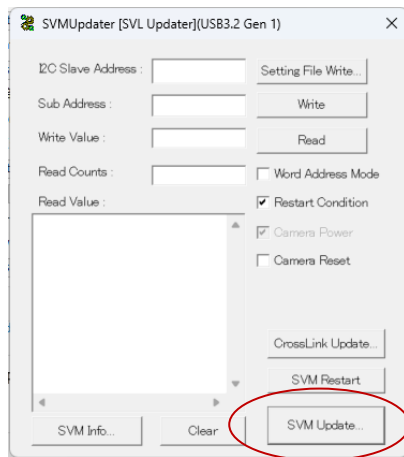 SVMUpdater [SVL Updater](USB3.2 Gen 1)
I2C Slave Address :
Setting File Write...
Sub Address :
Write
Write Value :
Read
Read Counts :
Word Address Mode
Read Value :
Restart Condition
Camera Power
Camera Reset
CrossLink Update...
SVM Restart
SVM Info...
Clear
SVM Update...